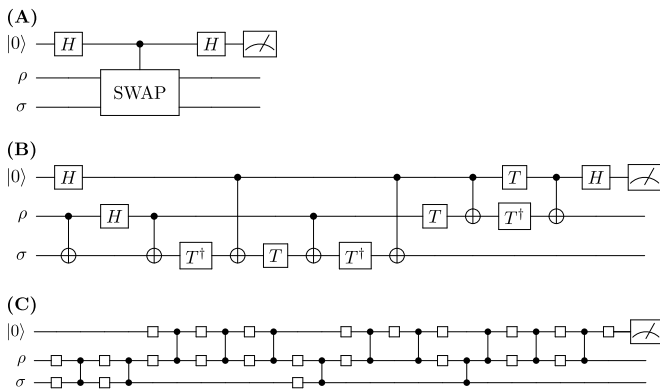 (A)
|0⟩ H H
ρ
SWAP
σ
(B)
|0⟩ H T H
ρ H T T†
σ T† T T†
(C)
|0⟩
ρ
σ